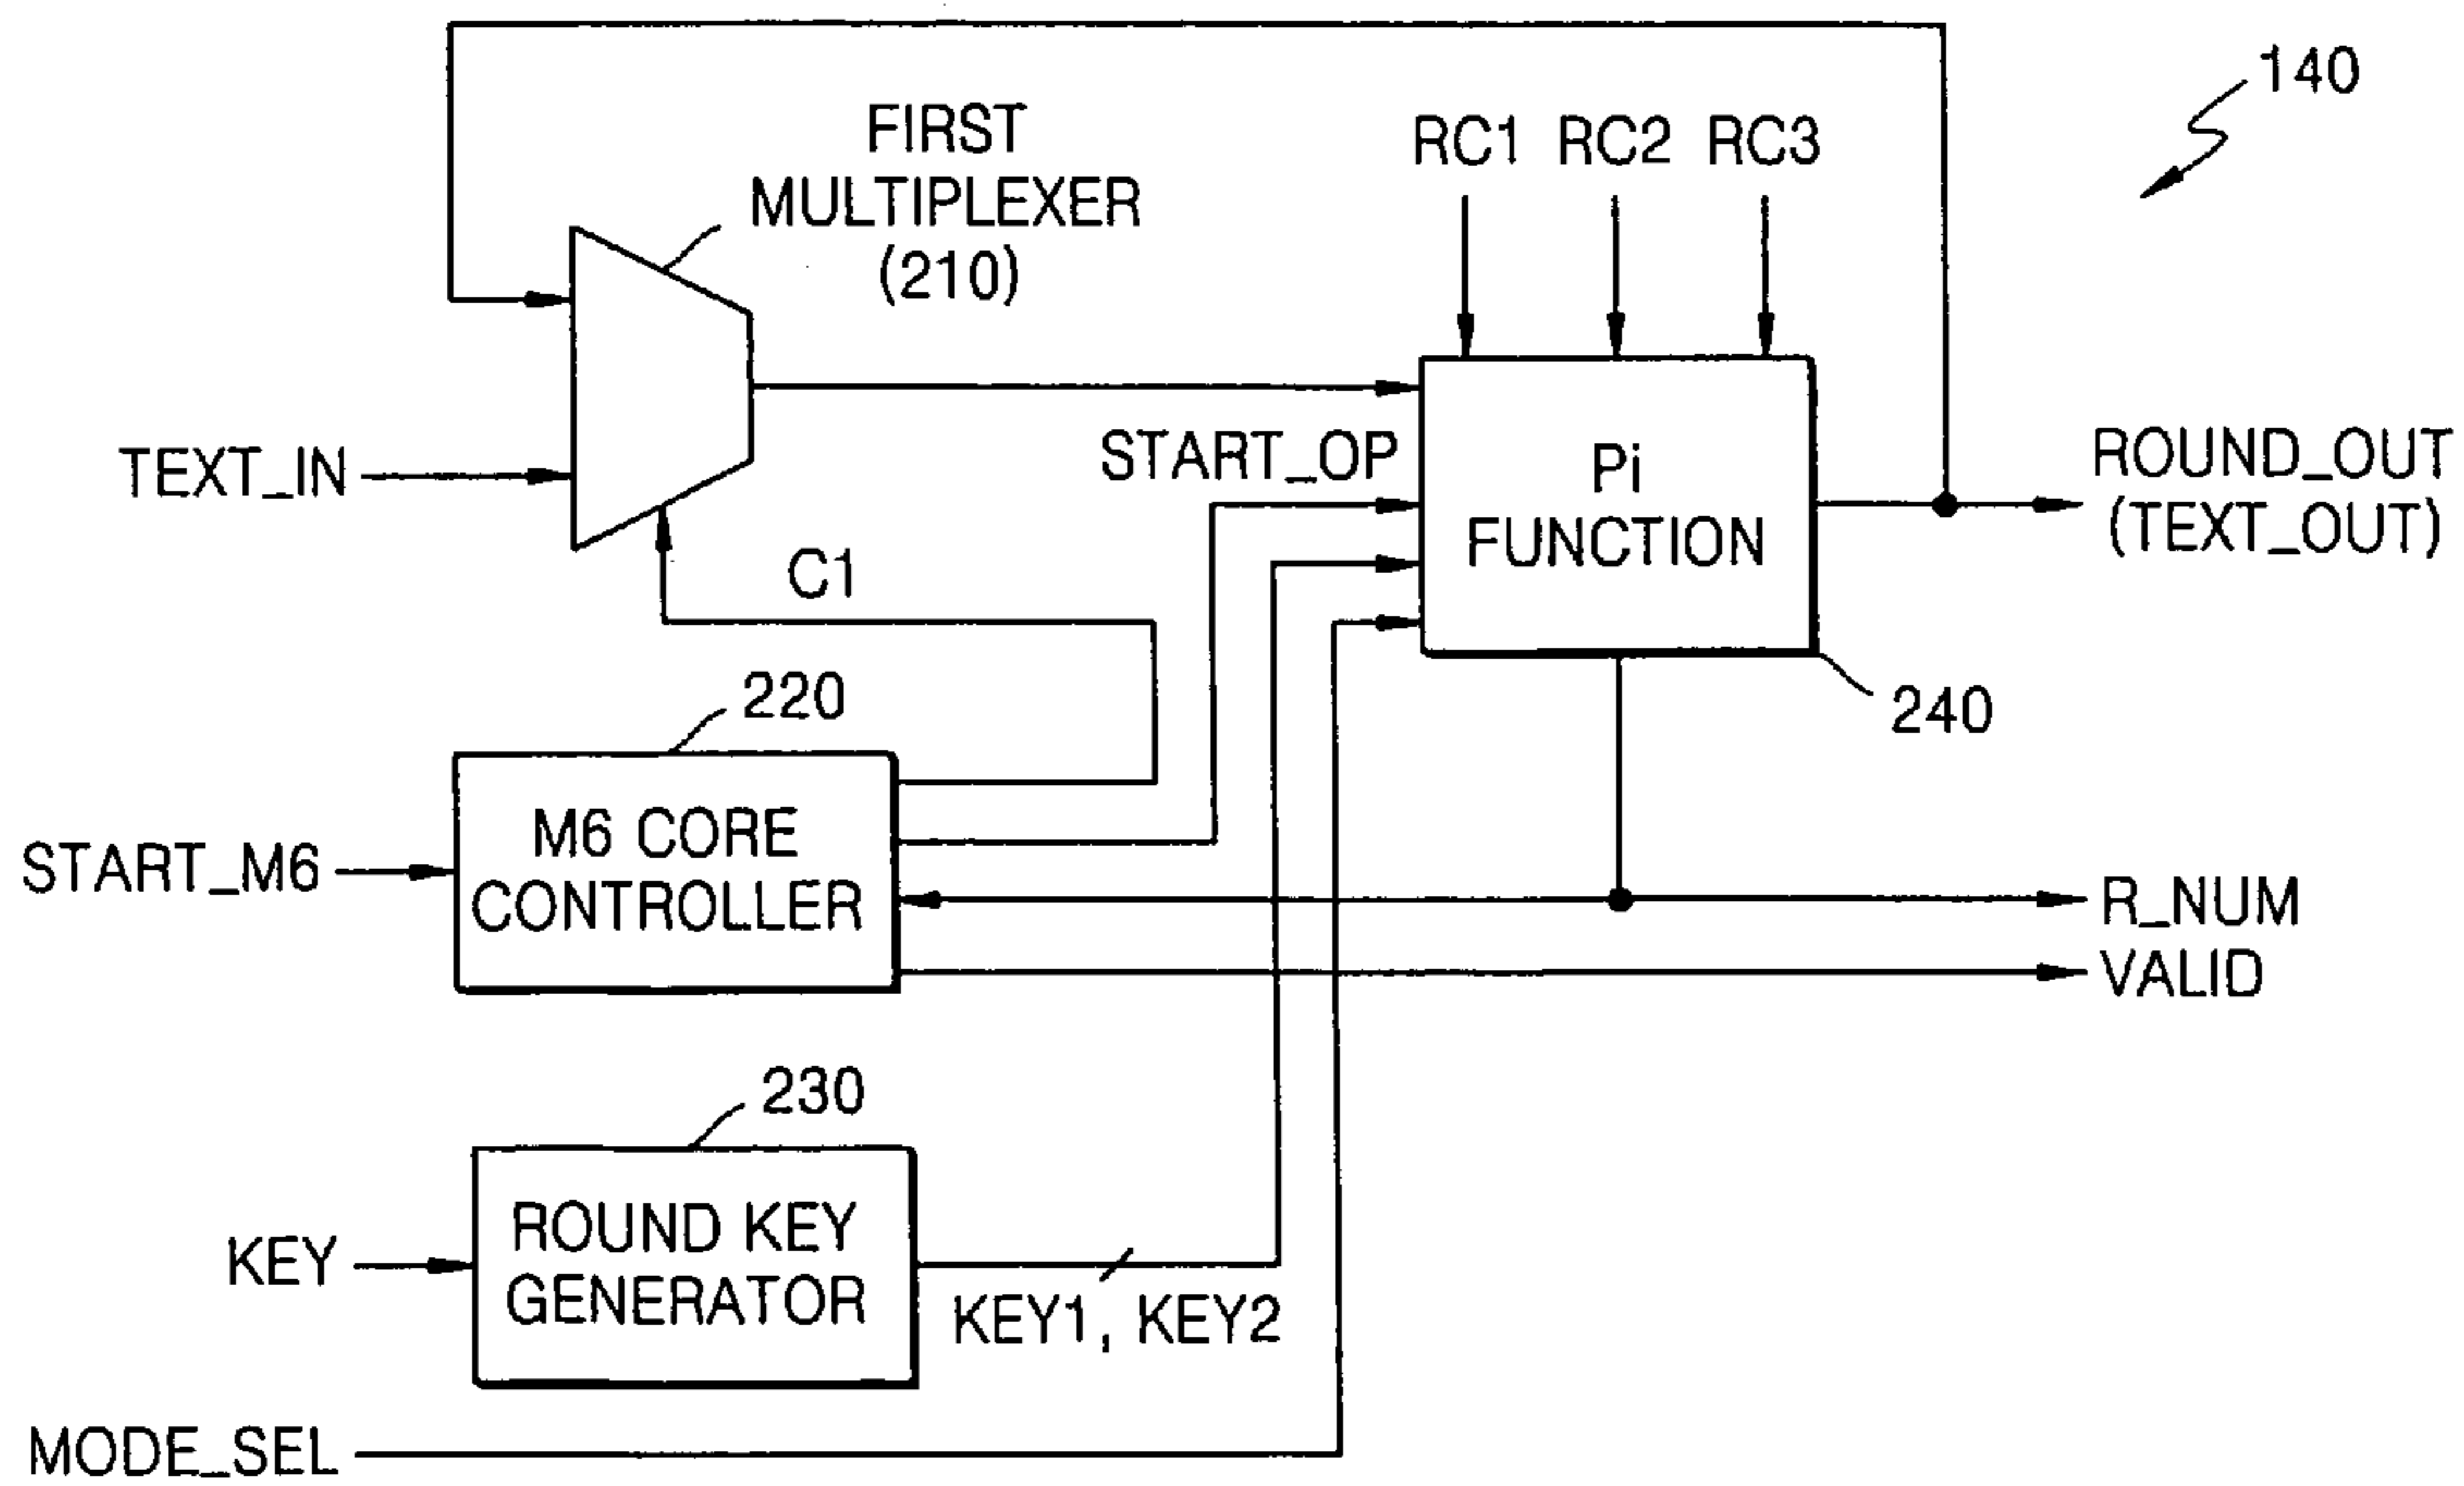 140
FIRST
MULTIPLEXER
(210)
RC1 RC2 RC3
TEXT_IN
START_OP
Pi
FUNCTION
ROUND_OUT
(TEXT_OUT)
C1
220
240
M6 CORE
CONTROLLER
START_M6
R_NUM
VALID
230
ROUND KEY
GENERATOR
KEY
KEY1, KEY2
MODE_SEL